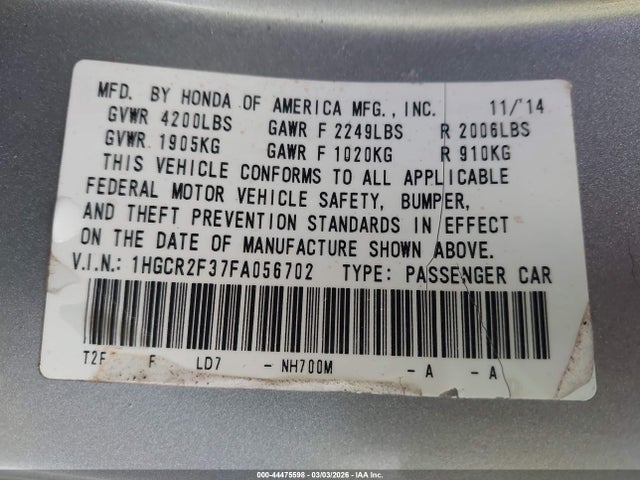 MFD. BY HONDA OF AMERICA MFG., INC. 11/'14
GVWR 4200LBS GAWR F 2249LBS R 2006LBS
GVWR 1905KG GAWR F 1020KG R 910KG
THIS VEHICLE CONFORMS TO ALL APPLICABLE
FEDERAL MOTOR VEHICLE SAFETY, BUMPER,
AND THEFT PREVENTION STANDARDS IN EFFECT
ON THE DATE OF MANUFACTURE SHOWN ABOVE.
V.I.N.: 1HGCR2F37FA056702 TYPE: PASSENGER CAR
T2F F LD7 - NH700M - A - A
000-44475598 - 03/03/2026 - IAA Inc.